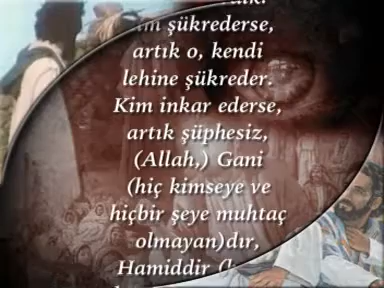 şükrederse,
artık o, kendi
lehine şükreder.
Kim inkar ederse,
artık şüphesiz,
(Allah,) Gani
(hiç kimseye ve
hiçbir şeye muhtaç
olmayan)dır,
Hamiddir